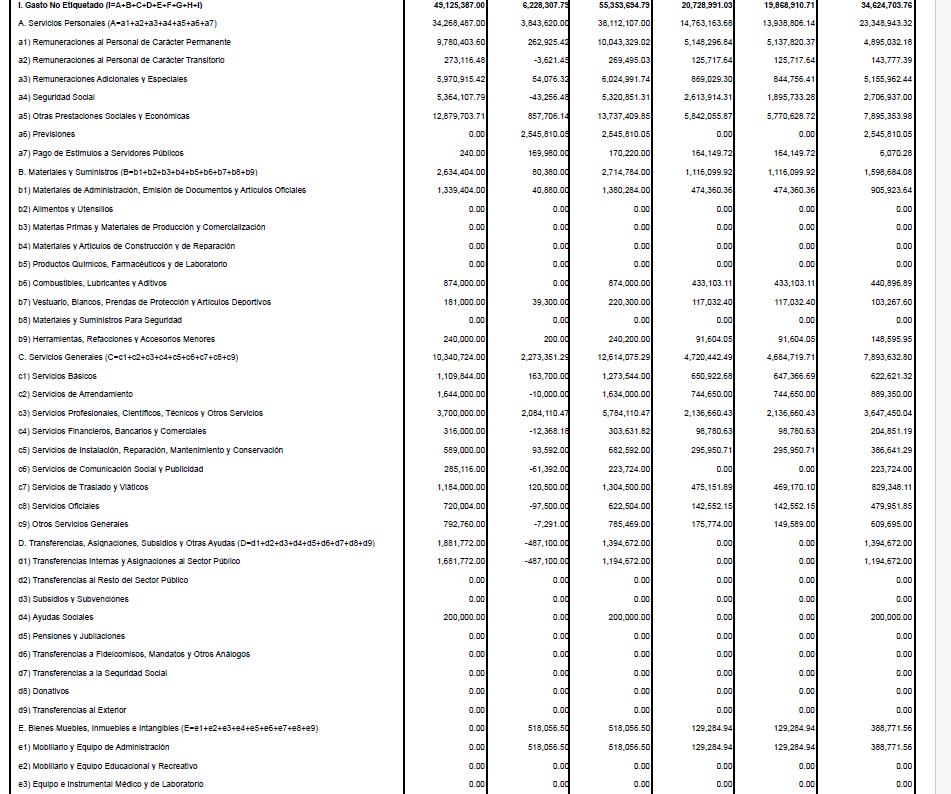 I. Gasto No Etiquetado (I=A+B+C+D+E+F+G+H+I) 49,125,387.00 6,228,307.79 55,353,694.79 20,728,991.03 19,868,910.71 34,624,703.76
A. Servicios Personales (A=a1+a2+a3+a4+a5+a6+a7) 34,268,487.00 3,843,620.00 38,112,107.00 14,763,163.68 13,938,806.14 23,348,943.32
a1) Remuneraciones al Personal de Carácter Permanente 9,780,403.60 262,925.42 10,043,329.02 5,148,296.84 5,137,820.37 4,895,032.18
a2) Remuneraciones al Personal de Carácter Transitorio 273,116.48 -3,621.45 269,495.03 125,717.64 125,717.64 143,777.39
a3) Remuneraciones Adicionales y Especiales 5,970,915.42 54,076.32 6,024,991.74 869,029.30 844,756.41 5,155,962.44
a4) Seguridad Social 5,364,107.79 -43,256.48 5,320,851.31 2,613,914.31 1,895,733.28 2,706,937.00
a5) Otras Prestaciones Sociales y Económicas 12,879,703.71 857,706.14 13,737,409.85 5,842,055.87 5,770,628.72 7,895,353.98
a6) Previsiones 0.00 2,545,810.05 2,545,810.05 0.00 0.00 2,545,810.05
a7) Pago de Estímulos a Servidores Públicos 240.00 169,980.00 170,220.00 164,149.72 164,149.72 6,070.28
B. Materiales y Suministros (B=b1+b2+b3+b4+b5+b6+b7+b8+b9) 2,634,404.00 80,380.00 2,714,784.00 1,116,099.92 1,116,099.92 1,598,684.08
b1) Materiales de Administración, Emisión de Documentos y Artículos Oficiales 1,339,404.00 40,880.00 1,380,284.00 474,360.36 474,360.36 905,923.64
b2) Alimentos y Utensilios 0.00 0.00 0.00 0.00 0.00 0.00
b3) Materias Primas y Materiales de Producción y Comercialización 0.00 0.00 0.00 0.00 0.00 0.00
b4) Materiales y Artículos de Construcción y de Reparación 0.00 0.00 0.00 0.00 0.00 0.00
b5) Productos Químicos, Farmacéuticos y de Laboratorio 0.00 0.00 0.00 0.00 0.00 0.00
b6) Combustibles, Lubricantes y Aditivos 874,000.00 0.00 874,000.00 433,103.11 433,103.11 440,896.89
b7) Vestuario, Blancos, Prendas de Protección y Artículos Deportivos 181,000.00 39,300.00 220,300.00 117,032.40 117,032.40 103,267.60
b8) Materiales y Suministros Para Seguridad 0.00 0.00 0.00 0.00 0.00 0.00
b9) Herramientas, Refacciones y Accesorios Menores 240,000.00 200.00 240,200.00 91,604.05 91,604.05 148,595.95
C. Servicios Generales (C=c1+c2+c3+c4+c5+c6+c7+c8+c9) 10,340,724.00 2,273,351.29 12,614,075.29 4,720,442.49 4,684,719.71 7,893,632.80
c1) Servicios Básicos 1,109,844.00 163,700.00 1,273,544.00 650,922.68 647,366.69 622,621.32
c2) Servicios de Arrendamiento 1,644,000.00 -10,000.00 1,634,000.00 744,650.00 744,650.00 889,350.00
c3) Servicios Profesionales, Científicos, Técnicos y Otros Servicios 3,700,000.00 2,084,110.47 5,784,110.47 2,136,660.43 2,136,660.43 3,647,450.04
c4) Servicios Financieros, Bancarios y Comerciales 316,000.00 -12,368.18 303,631.82 98,780.63 98,780.63 204,851.19
c5) Servicios de Instalación, Reparación, Mantenimiento y Conservación 589,000.00 93,592.00 682,592.00 295,950.71 295,950.71 386,641.29
c6) Servicios de Comunicación Social y Publicidad 285,116.00 -61,392.00 223,724.00 0.00 0.00 223,724.00
c7) Servicios de Traslado y Viáticos 1,184,000.00 120,500.00 1,304,500.00 475,151.89 469,170.10 829,348.11
c8) Servicios Oficiales 720,004.00 -97,500.00 622,504.00 142,552.15 142,552.15 479,951.85
c9) Otros Servicios Generales 792,760.00 -7,291.00 785,469.00 175,774.00 149,589.00 609,695.00
D. Transferencias, Asignaciones, Subsidios y Otras Ayudas (D=d1+d2+d3+d4+d5+d6+d7+d8+d9) 1,881,772.00 -487,100.00 1,394,672.00 0.00 0.00 1,394,672.00
d1) Transferencias Internas y Asignaciones al Sector Público 1,681,772.00 -487,100.00 1,194,672.00 0.00 0.00 1,194,672.00
d2) Transferencias al Resto del Sector Público 0.00 0.00 0.00 0.00 0.00 0.00
d3) Subsidios y Subvenciones 0.00 0.00 0.00 0.00 0.00 0.00
d4) Ayudas Sociales 200,000.00 0.00 200,000.00 0.00 0.00 200,000.00
d5) Pensiones y Jubilaciones 0.00 0.00 0.00 0.00 0.00 0.00
d6) Transferencias a Fideicomisos, Mandatos y Otros Análogos 0.00 0.00 0.00 0.00 0.00 0.00
d7) Transferencias a la Seguridad Social 0.00 0.00 0.00 0.00 0.00 0.00
d8) Donativos 0.00 0.00 0.00 0.00 0.00 0.00
d9) Transferencias al Exterior 0.00 0.00 0.00 0.00 0.00 0.00
E. Bienes Muebles, Inmuebles e Intangibles (E=e1+e2+e3+e4+e5+e6+e7+e8+e9) 0.00 518,056.50 518,056.50 129,284.94 129,284.94 388,771.56
e1) Mobiliario y Equipo de Administración 0.00 518,056.50 518,056.50 129,284.94 129,284.94 388,771.56
e2) Mobiliario y Equipo Educacional y Recreativo 0.00 0.00 0.00 0.00 0.00 0.00
e3) Equipo e Instrumental Médico y de Laboratorio 0.00 0.00 0.00 0.00 0.00 0.00